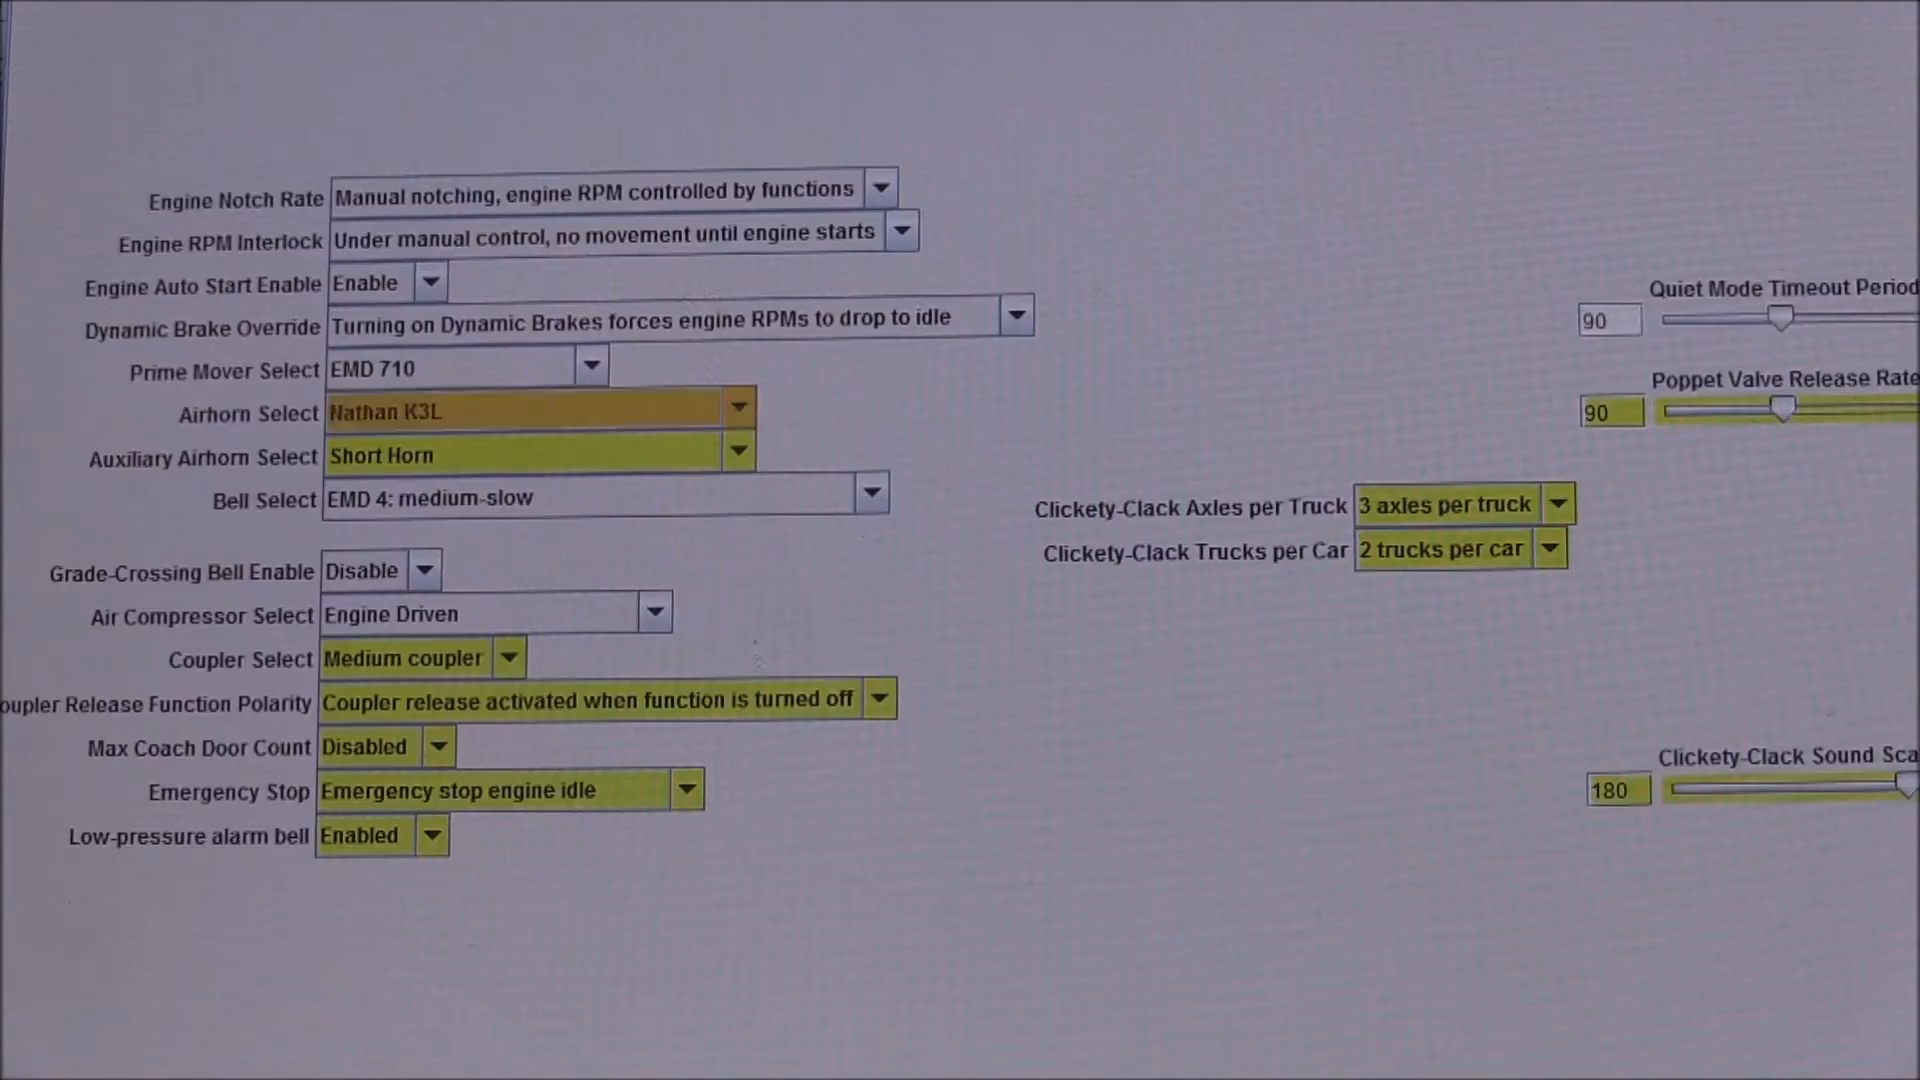 Engine Notch Rate Manual notching, engine RPM controlled by functions
Engine RPM Interlock Under manual control, no movement until engine starts
Engine Auto Start Enable Enable
Dynamic Brake Override Turning on Dynamic Brakes forces engine RPMs to drop to idle
Prime Mover Select EMD 710
Airhorn Select Nathan K3L
Auxiliary Airhorn Select Short Horn
Bell Select EMD 4: medium-slow
Grade-Crossing Bell Enable Disable
Air Compressor Select Engine Driven
Coupler Select Medium coupler
oupler Release Function Polarity Coupler release activated when function is turned off
Max Coach Door Count Disabled
Emergency Stop Emergency stop engine idle
Low-pressure alarm bell Enabled
Clickety-Clack Axles per Truck 3 axles per truck
Clickety-Clack Trucks per Car 2 trucks per car
Quiet Mode Timeout Period
90
Poppet Valve Release Rate
90
Clickety-Clack Sound Sca
180